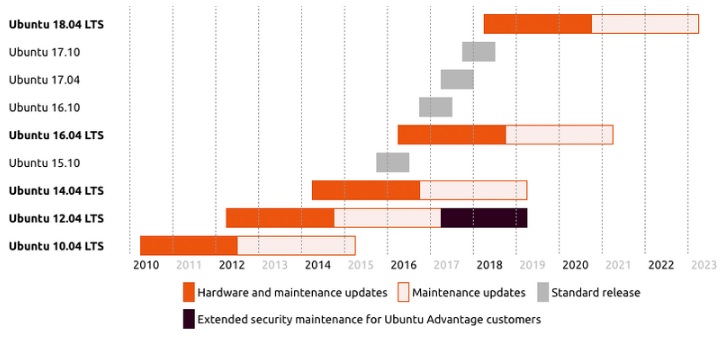 Ubuntu 18.04 LTS
Ubuntu 17.10
Ubuntu 17.04
Ubuntu 16.10
Ubuntu 16.04 LTS
Ubuntu 15.10
Ubuntu 14.04 LTS
Ubuntu 12.04 LTS
Ubuntu 10.04 LTS
2010 2011 2012 2013 2014 2015 2016 2017 2018 2019 2020 2021 2022 2023
Hardware and maintenance updates Maintenance updates Standard release
Extended security maintenance for Ubuntu Advantage customers